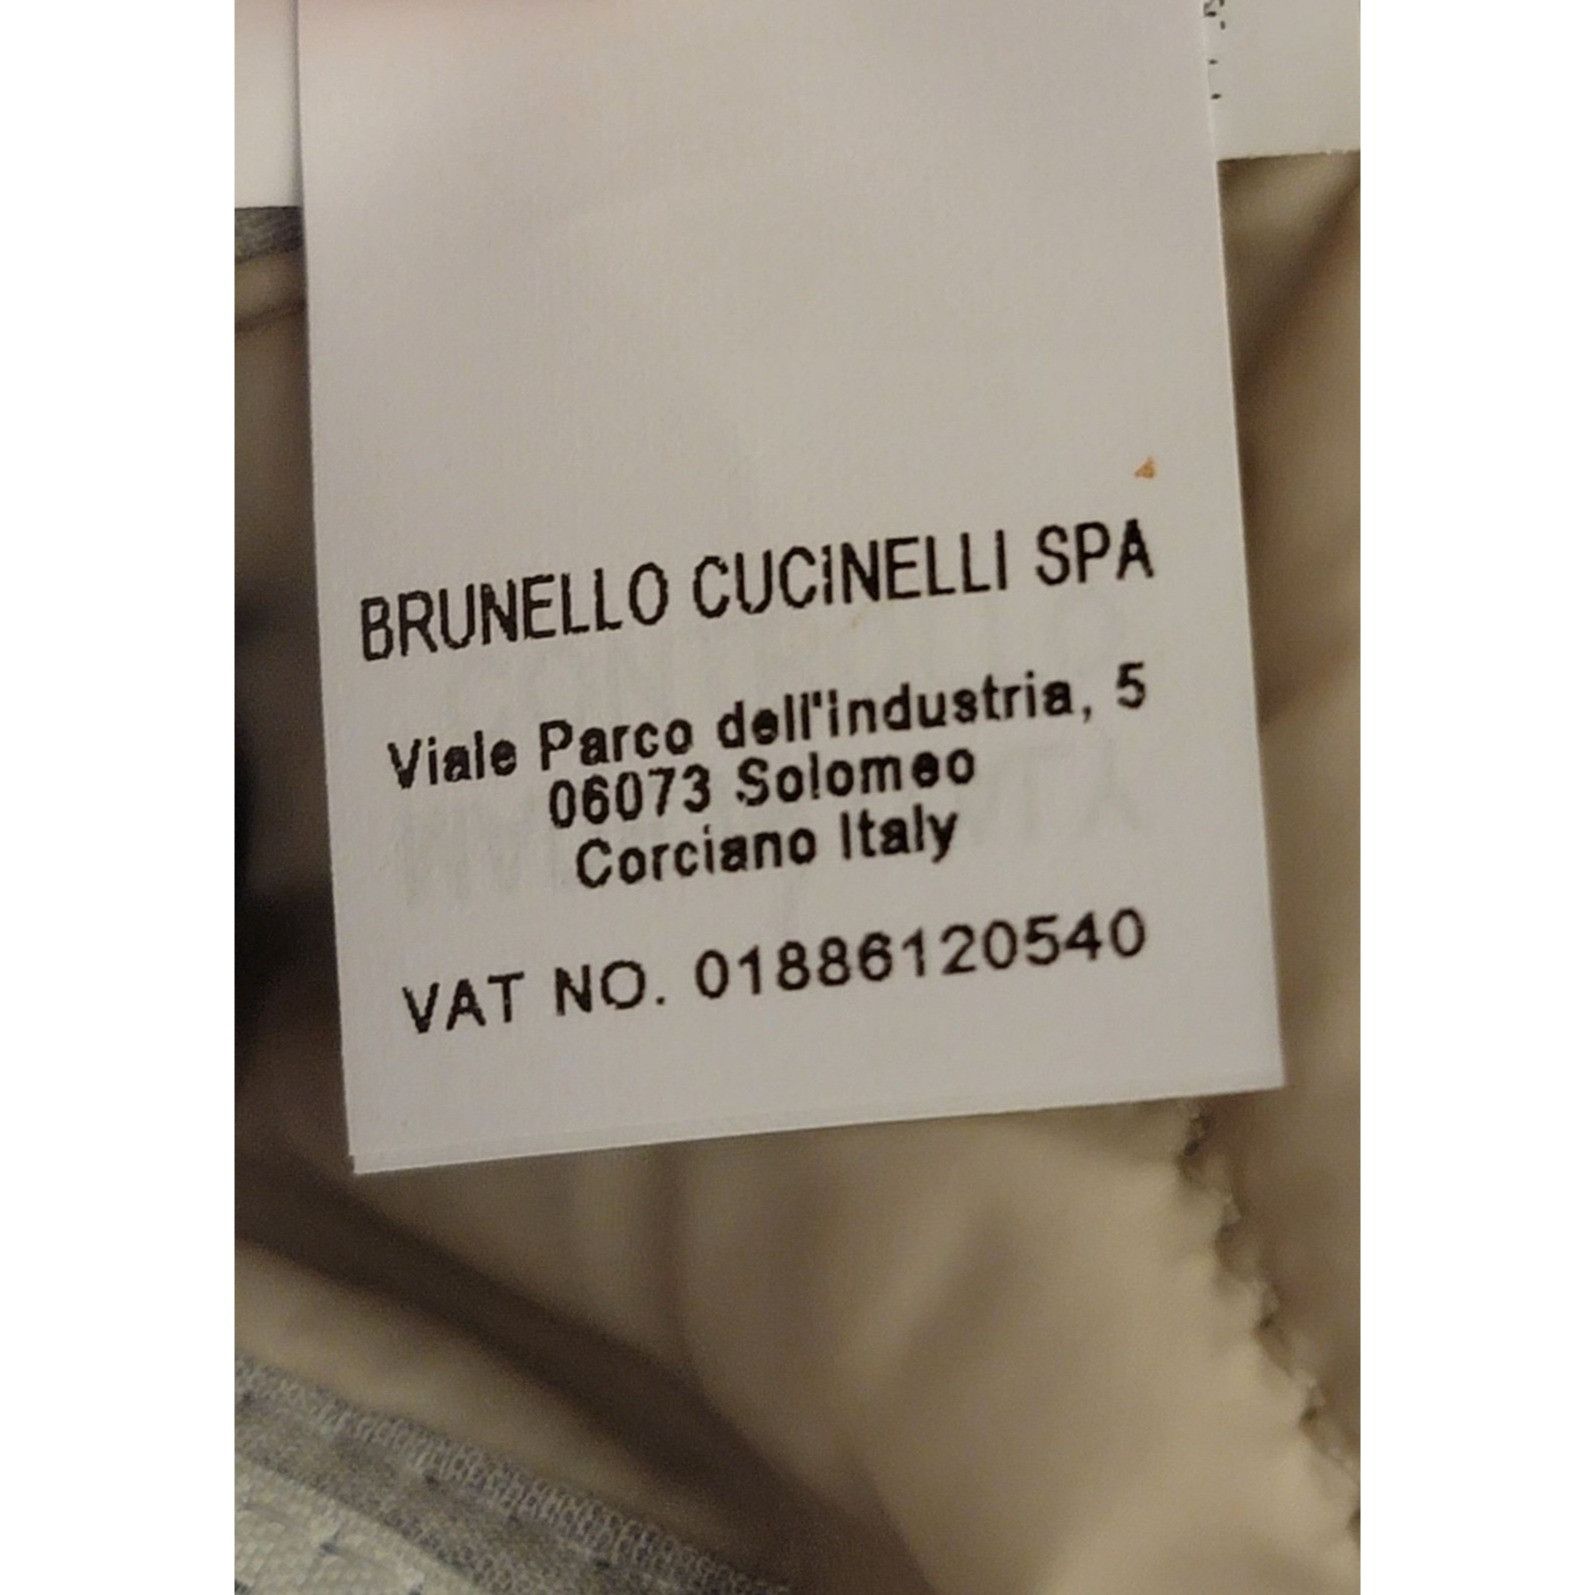 BRUNELLO CUCINELLI SPA
Viale Parco dell'industria, 5
06073 Solomeo
Corciano Italy
VAT NO. 01886120540